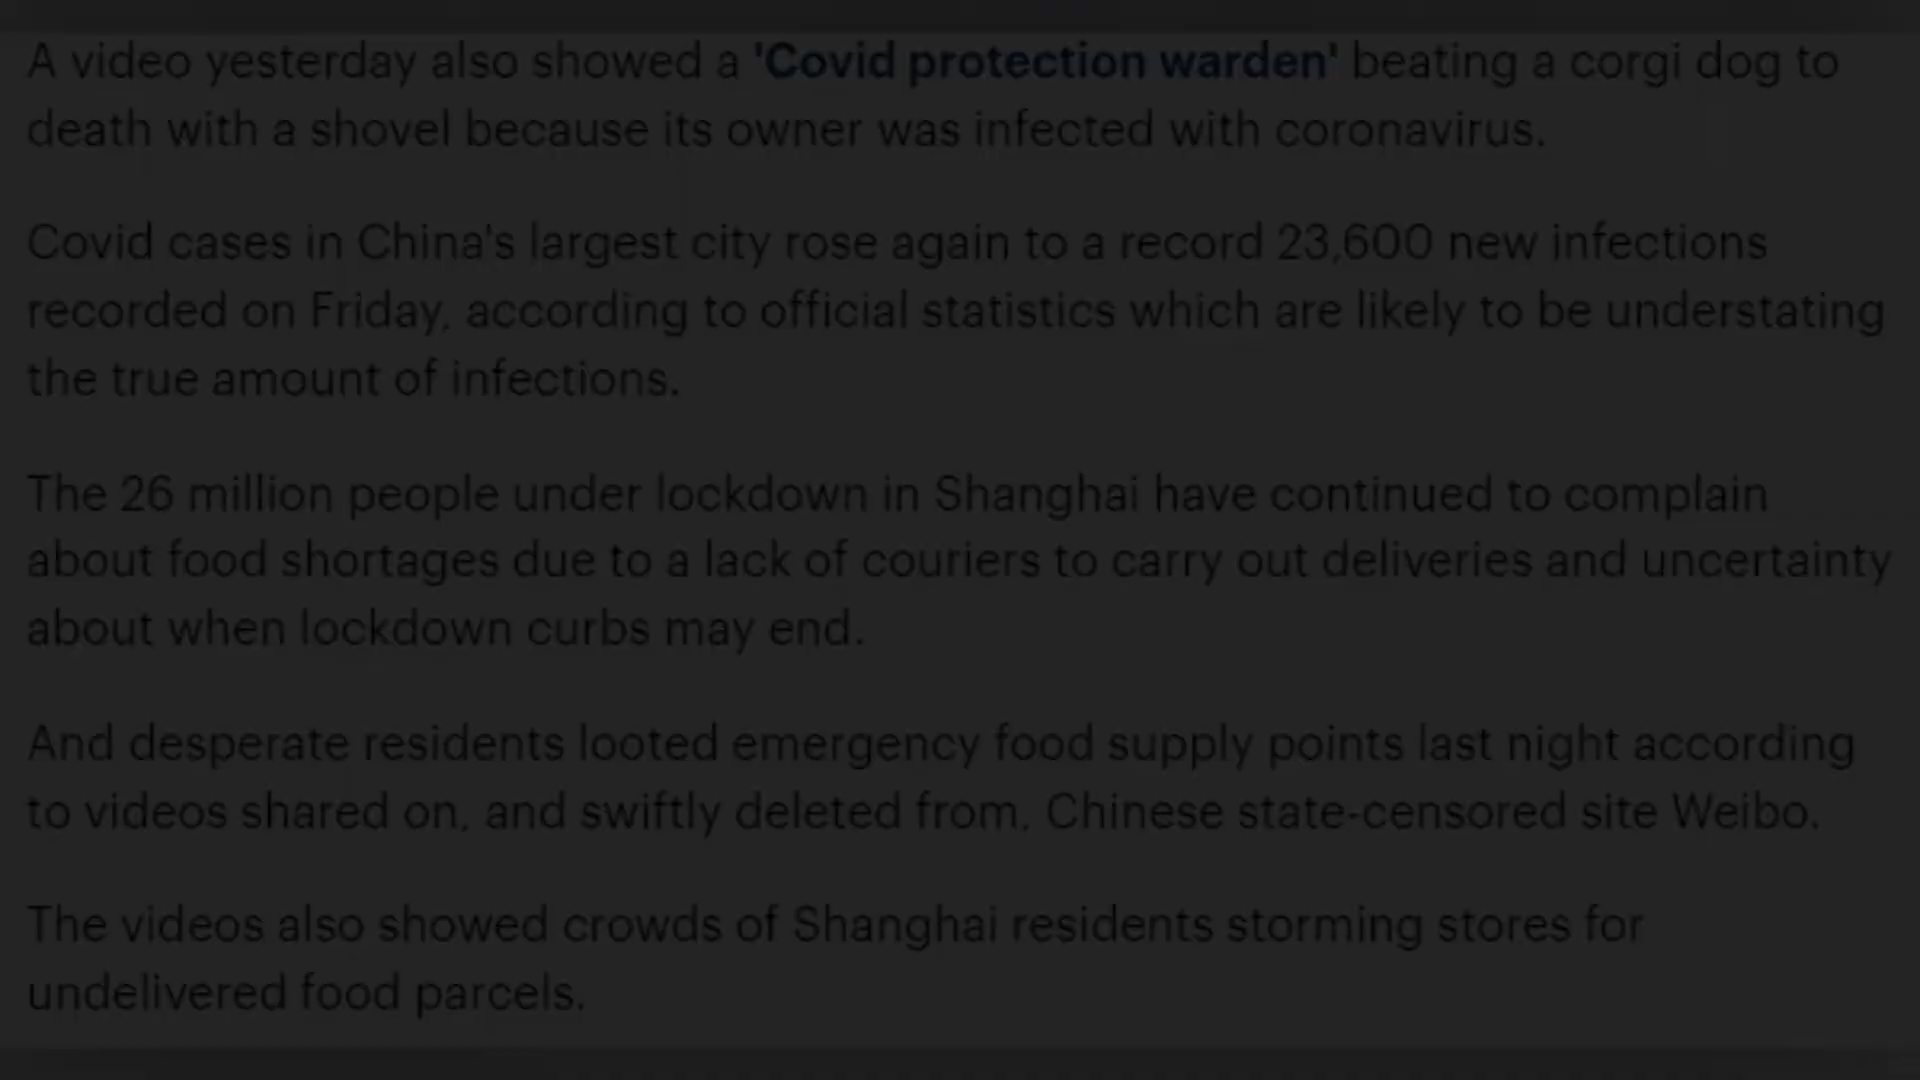 A video yesterday also showed a 'Covid protection warden' beating a corgi dog to
death with a shovel because its owner was infected with coronavirus.
Covid cases in China's largest city rose again to a record 23,600 new infections
recorded on Friday, according to official statistics which are likely to be understating
the true amount of infections.
The 26 million people under lockdown in Shanghai have continued to complain
about food shortages due to a lack of couriers to carry out deliveries and uncertainty
about when lockdown curbs may end.
And desperate residents looted emergency food supply points last night according
to videos shared on, and swiftly deleted from, Chinese state-censored site Weibo.
The videos also showed crowds of Shanghai residents storming stores for
undelivered food parcels.